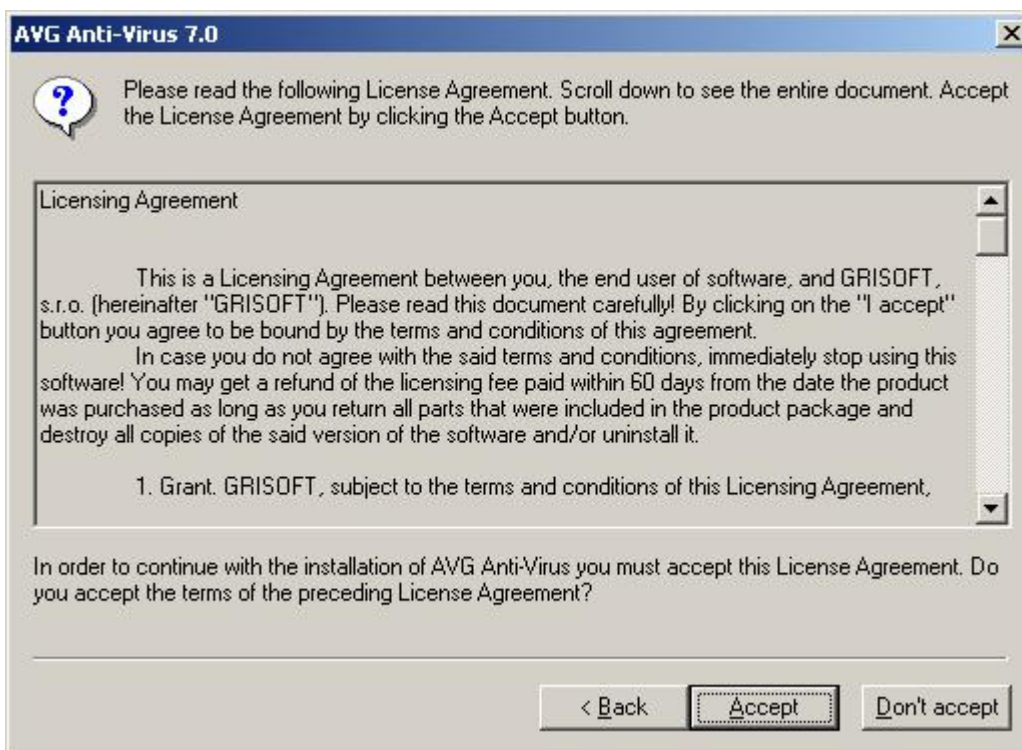 AVG Anti-Virus 7.0
Please read the following License Agreement. Scroll down to see the entire document. Accept
the License Agreement by clicking the Accept button.
Licensing Agreement
This is a Licensing Agreement between you, the end user of software, and GRISOFT,
s.r.o. (hereinafter "GRISOFT"). Please read this document carefully! By clicking on the "I accept"
button you agree to be bound by the terms and conditions of this agreement.
In case you do not agree with the said terms and conditions, immediately stop using this
software! You may get a refund of the licensing fee paid within 60 days from the date the product
was purchased as long as you return all parts that were included in the product package and
destroy all copies of the said version of the software and/or uninstall it.
1. Grant. GRISOFT, subject to the terms and conditions of this Licensing Agreement,
In order to continue with the installation of AVG Anti-Virus you must accept this License Agreement. Do
you accept the terms of the preceding License Agreement?
< Back Accept Don't accept